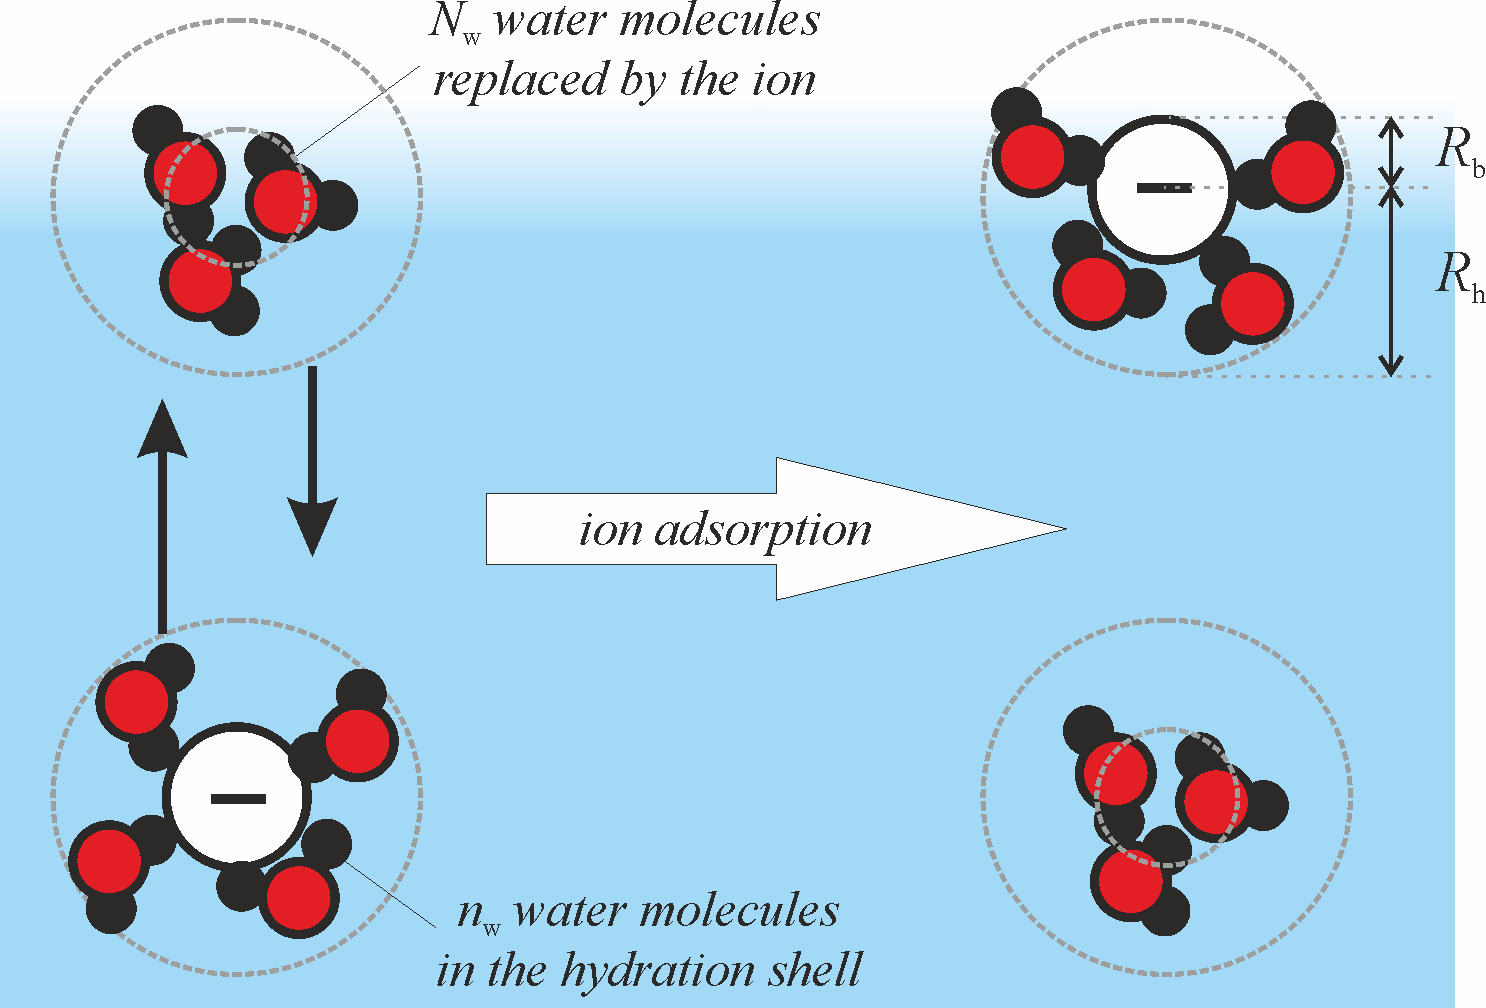 Nw water molecules
replaced by the ion
Rb
Rh
ion adsorption
nw water molecules
in the hydration shell